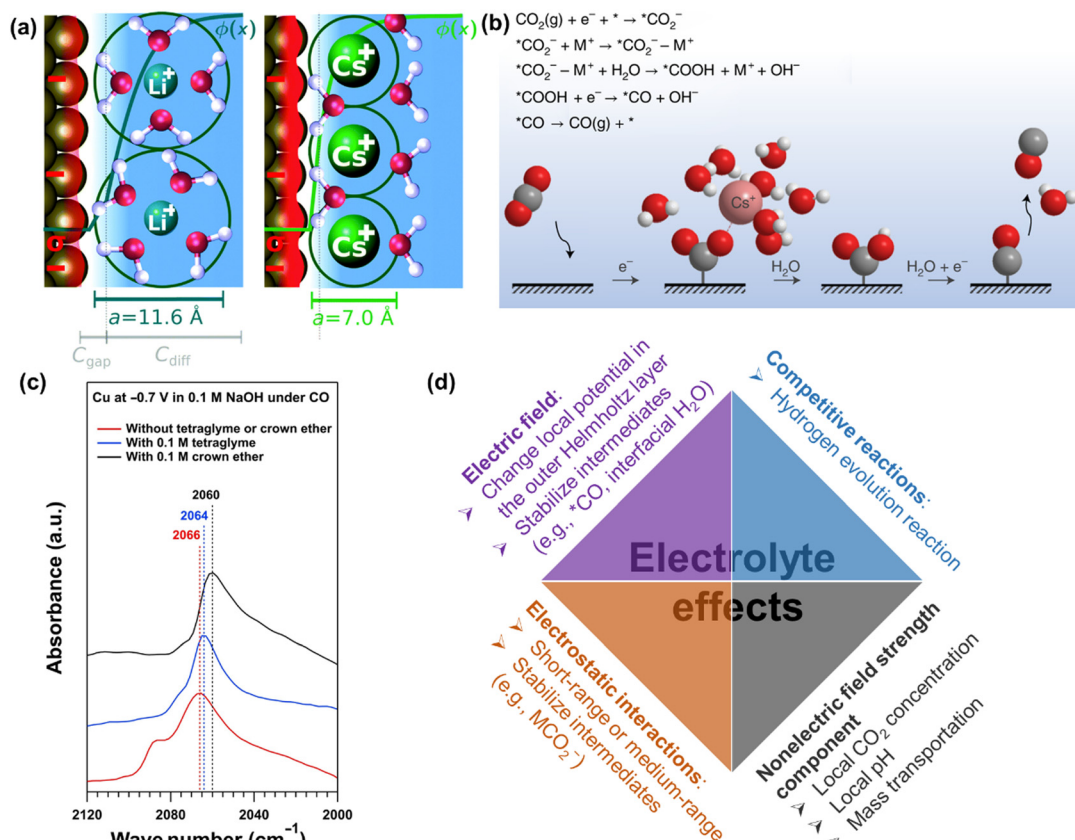 (a)
ϕ(x)
Li⁺
Li⁺
σ
a=11.6 Å
C_gap
C_diff
ϕ(x)
Cs⁺
Cs⁺
Cs⁺
σ
a=7.0 Å
(b)
CO₂(g) + e⁻ + * → *CO₂⁻
*CO₂⁻ + M⁺ → *CO₂⁻ – M⁺
*CO₂⁻ – M⁺ + H₂O → *COOH + M⁺ + OH⁻
*COOH + e⁻ → *CO + OH⁻
*CO → CO(g) + *
Cs⁺
e⁻
H₂O
H₂O + e⁻
(c)
Cu at –0.7 V in 0.1 M NaOH under CO
Without tetraglyme or crown ether
With 0.1 M tetraglyme
With 0.1 M crown ether
2060
2064
2066
Absorbance (a.u.)
2120
2080
2040
2000
Wave number (cm⁻¹)
(d)
Electric field:
Change local potential in
the outer Helmholtz layer
Stabilize intermediates
(e.g., *CO, interfacial H₂O)
Competitive reactions:
Hydrogen evolution reaction
Electrolyte
effects
Electrostatic interactions:
Short-range or medium-range
Stabilize intermediates
(e.g., MCO₂⁻)
Nonelectric field strength
component
Local CO₂ concentration
Local pH
Mass transportation